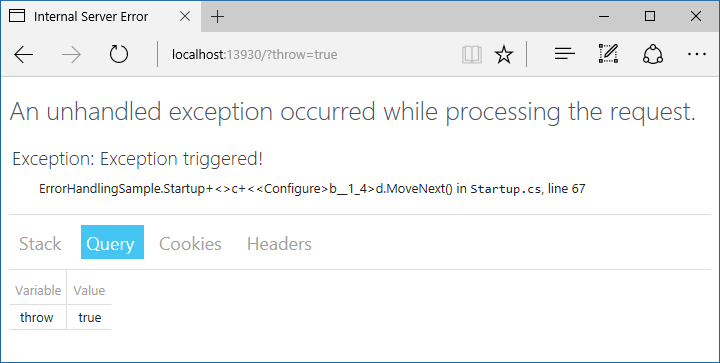 Internal Server Error
localhost:13930/?throw=true
An unhandled exception occurred while processing the request.
Exception: Exception triggered!
ErrorHandlingSample.Startup+<>c+<<Configure>b__1_4>d.MoveNext() in Startup.cs, line 67
Stack Query Cookies Headers
Variable Value
throw true